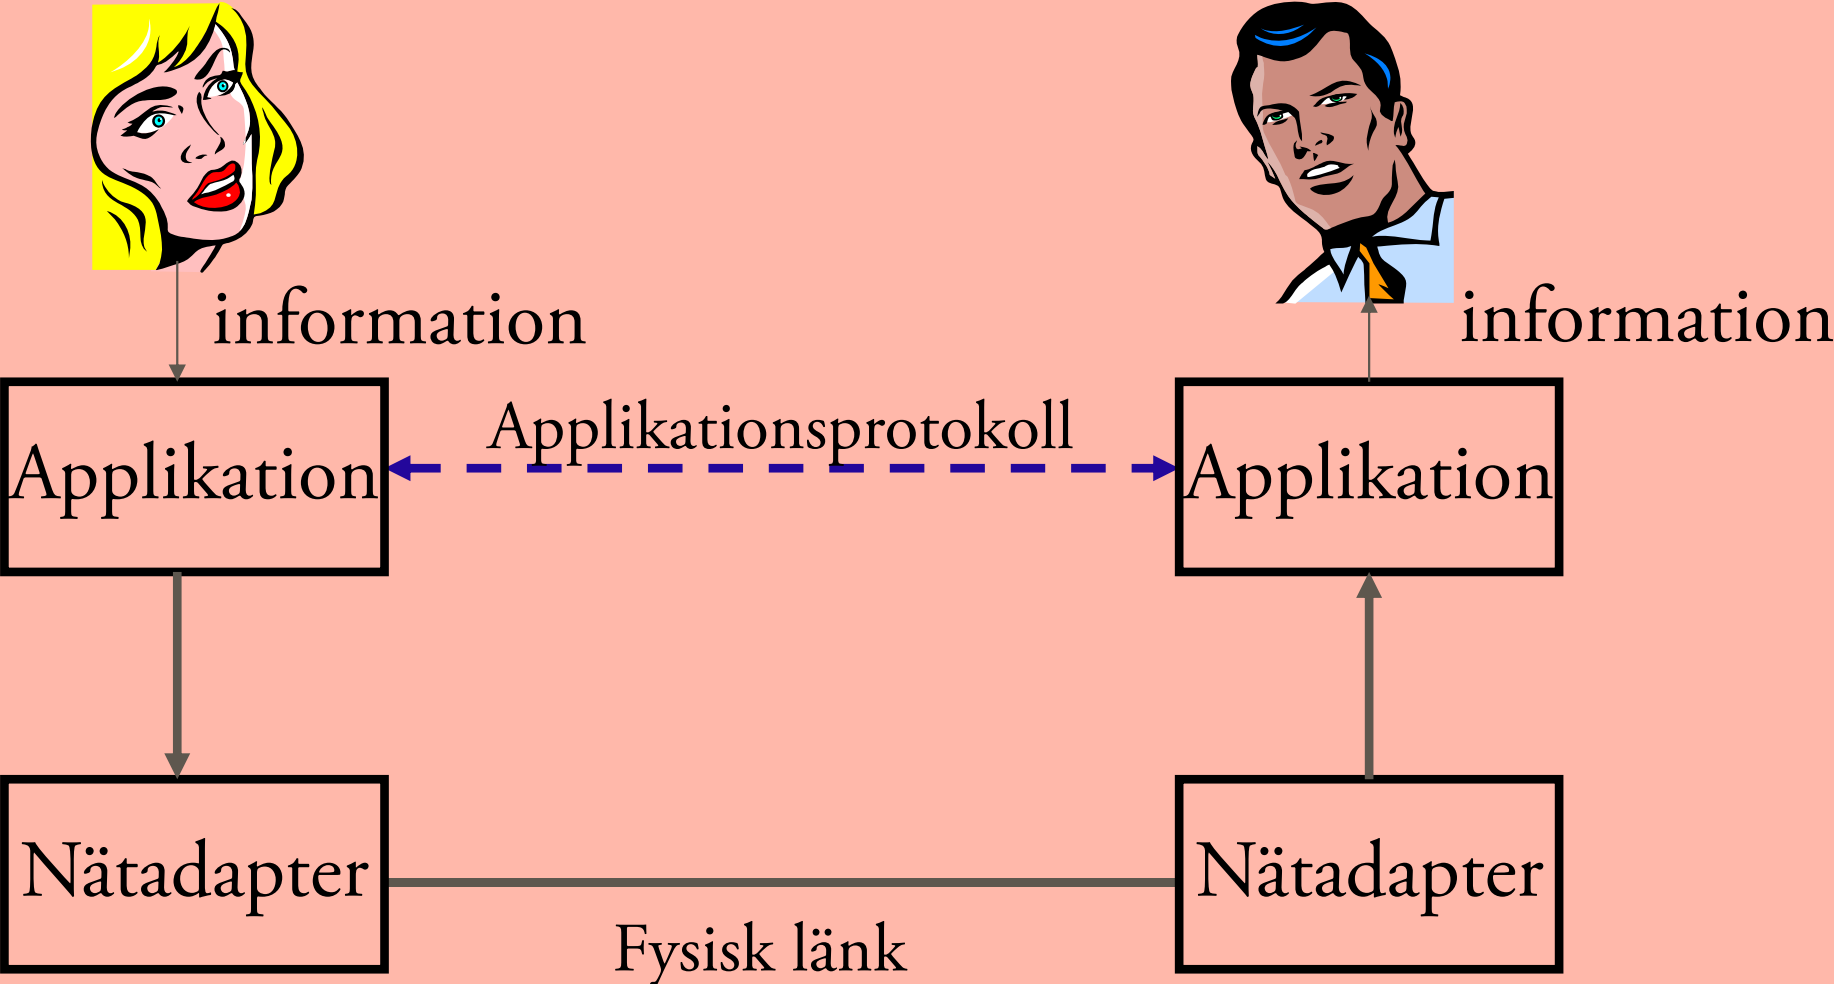 information
information
Applikationsprotokoll
Applikation
Applikation
Nätadapter
Nätadapter
Fysisk länk